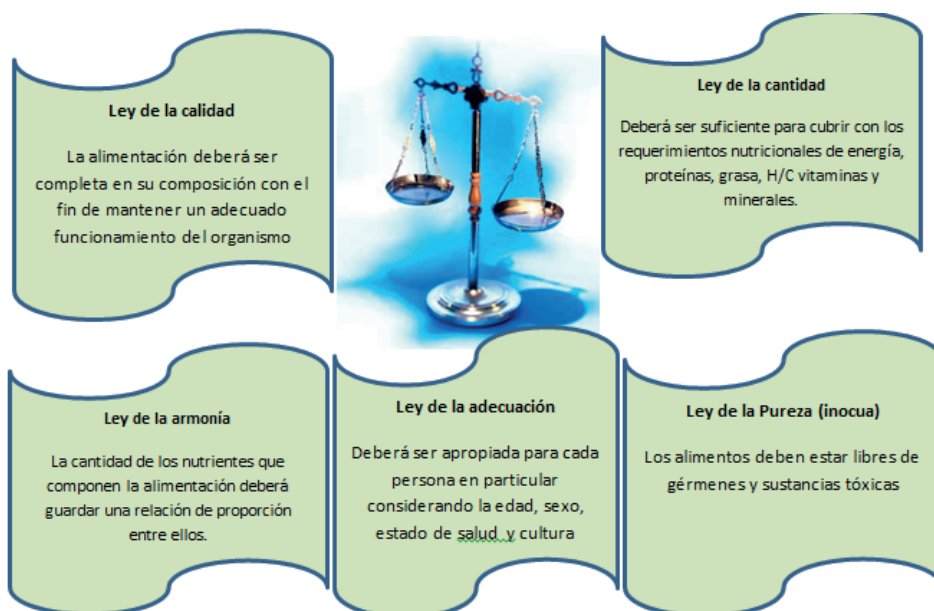 Ley de la calidad
La alimentación deberá ser
completa en su composición con el
fin de mantener un adecuado
funcionamiento del organismo
Ley de la cantidad
Deberá ser suficiente para cubrir con los
requerimientos nutricionales de energía,
proteínas, grasa, H/C vitaminas y
minerales.
Ley de la armonía
La cantidad de los nutrientes que
componen la alimentación deberá
guardar una relación de proporción
entre ellos.
Ley de la adecuación
Deberá ser apropiada para cada
persona en particular
considerando la edad, sexo,
estado de salud y cultura
Ley de la Pureza (inocua)
Los alimentos deben estar libres de
gérmenes y sustancias tóxicas